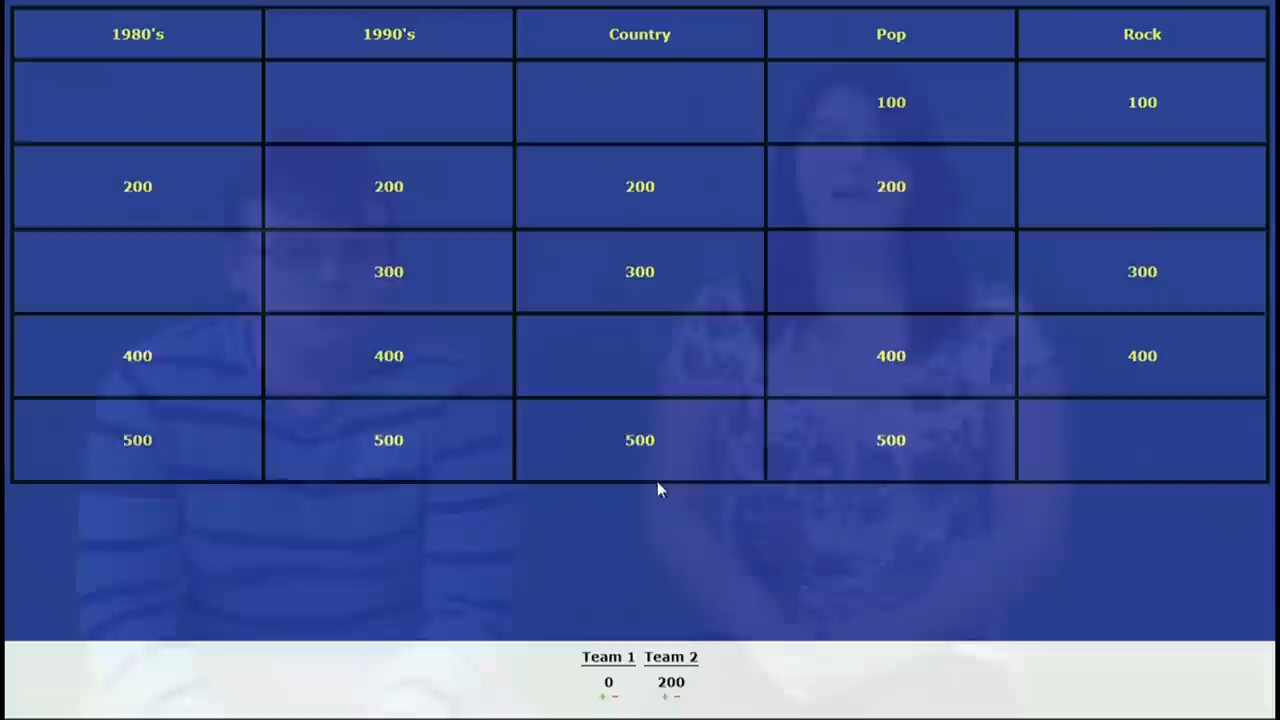 1980's 1990's Country Pop Rock
100 100
200 200 200 200
300 300 300
400 400 400 400
500 500 500 500
Team 1 Team 2
0 200
+ − + −